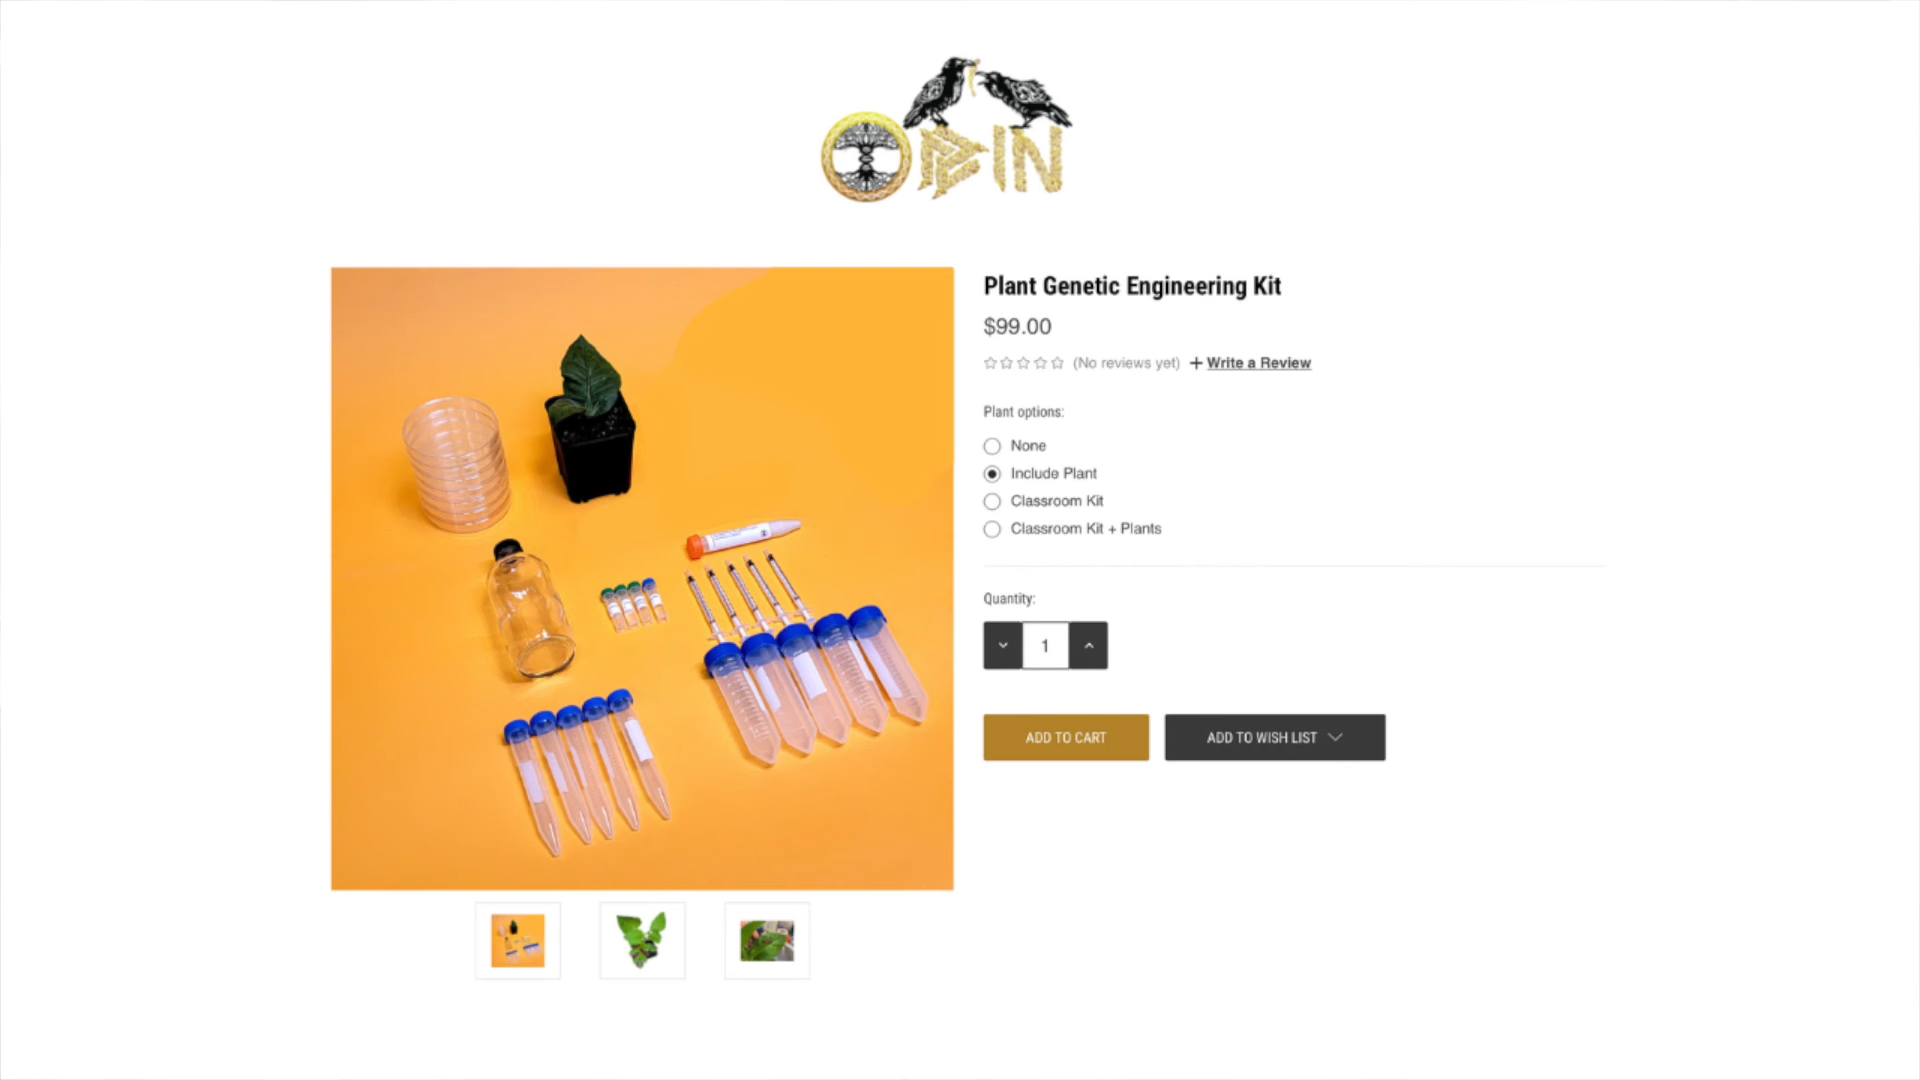 ODIN
Plant Genetic Engineering Kit
$99.00
(No reviews yet) + Write a Review
Plant options:
None
Include Plant
Classroom Kit
Classroom Kit + Plants
Quantity:
1
ADD TO CART
ADD TO WISH LIST